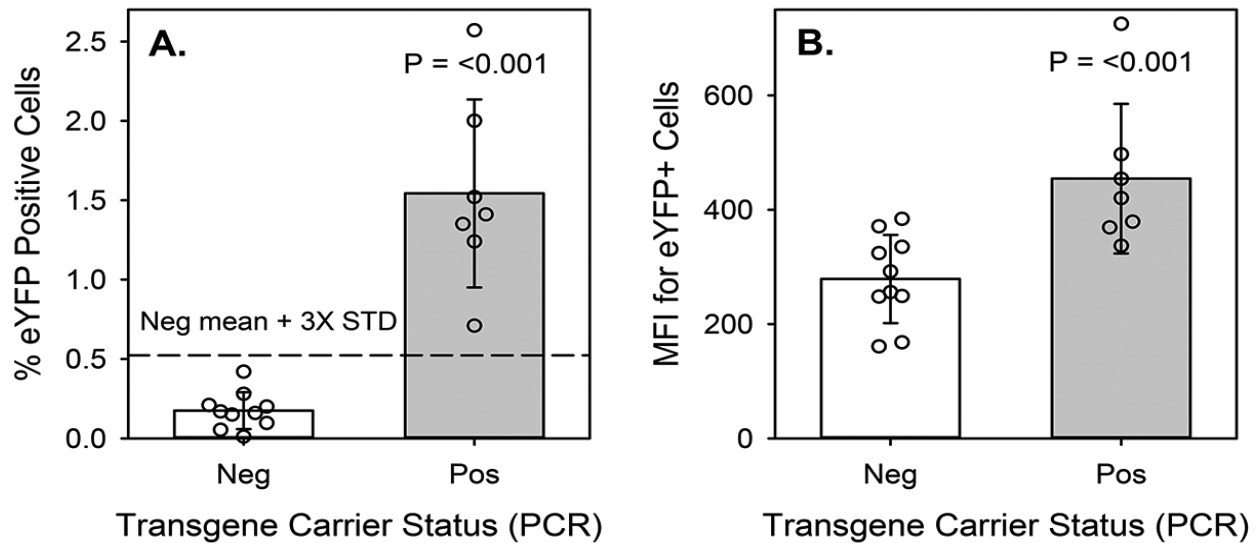 A.
P = <0.001
% eYFP Positive Cells
2.5
2.0
1.5
1.0
0.5
0.0
Neg mean + 3X STD
Neg
Pos
Transgene Carrier Status (PCR)
B.
P = <0.001
MFI for eYFP+ Cells
600
400
200
0
Neg
Pos
Transgene Carrier Status (PCR)